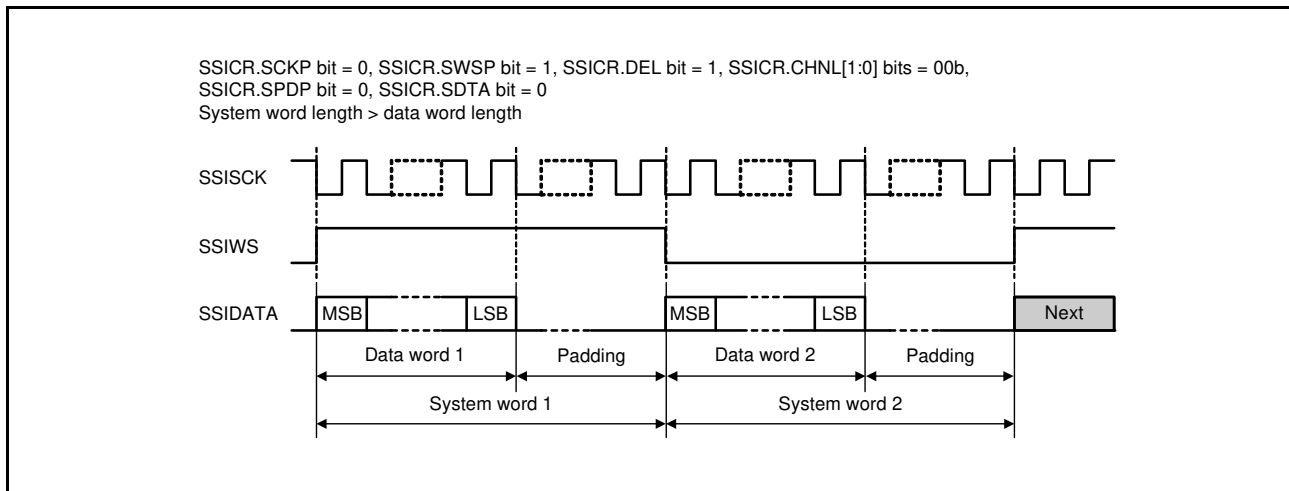 SSICR.SCKP bit = 0, SSICR.SWSP bit = 1, SSICR.DEL bit = 1, SSICR.CHNL[1:0] bits = 00b,
SSICR.SPDP bit = 0, SSICR.SDTA bit = 0
System word length > data word length
SSISCK
SSIWS
SSIDATA MSB LSB MSB LSB Next
Data word 1 Padding Data word 2 Padding
System word 1 System word 2